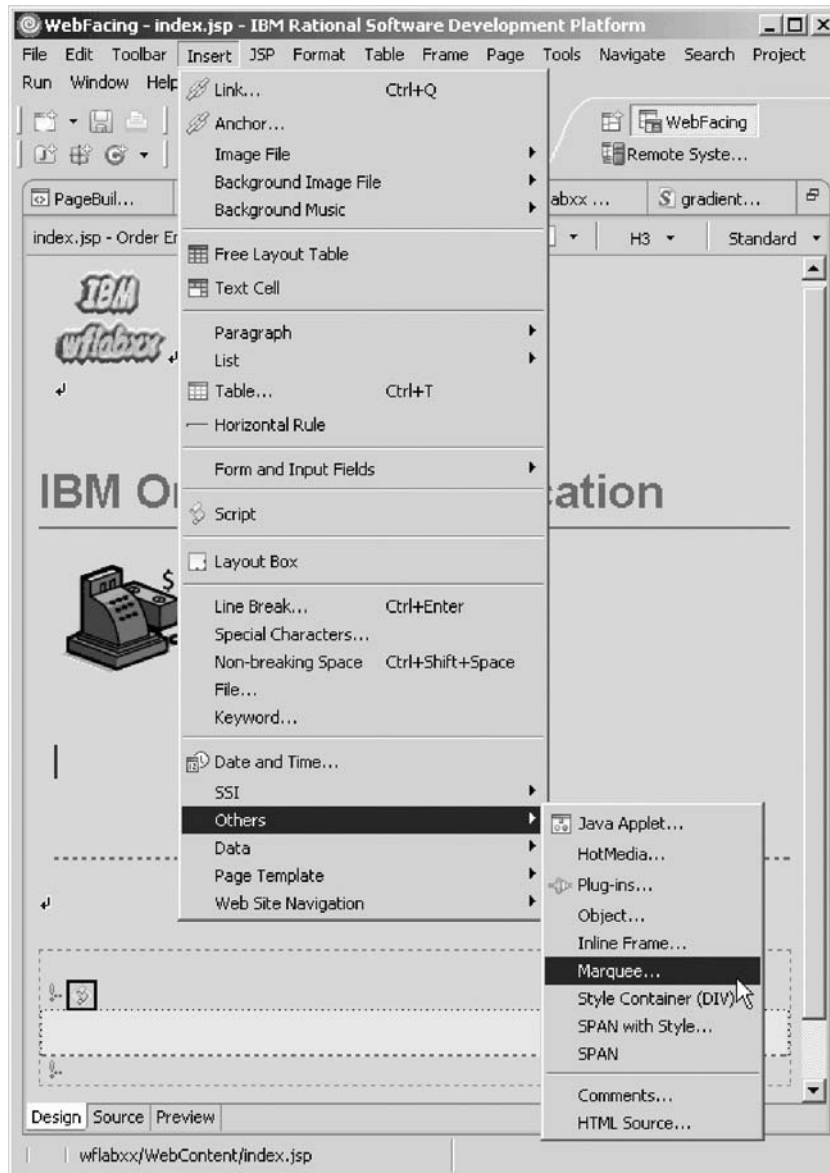 WebFacing - index.jsp - IBM Rational Software Development Platform
File Edit Toolbar Insert JSP Format Table Frame Page Tools Navigate Search Project
Run Window Help
WebFacing
Remote Syste...
PageBuil... abxx ... gradient...
index.jsp - Order Er H3 Standard
IBM
wflabxx
Link... Ctrl+Q
Anchor...
Image File
Background Image File
Background Music
Free Layout Table
Text Cell
Paragraph
List
Table... Ctrl+T
Horizontal Rule
Form and Input Fields
Script
Layout Box
Line Break... Ctrl+Enter
Special Characters...
Non-breaking Space Ctrl+Shift+Space
File...
Keyword...
Date and Time...
SSI
Others
Data
Page Template
Web Site Navigation
IBM O ation
$
Java Applet...
HotMedia...
Plug-ins...
Object...
Inline Frame...
Marquee...
Style Container (DIV)
SPAN with Style...
SPAN
Comments...
HTML Source...
Design Source Preview
wflabxx/WebContent/index.jsp